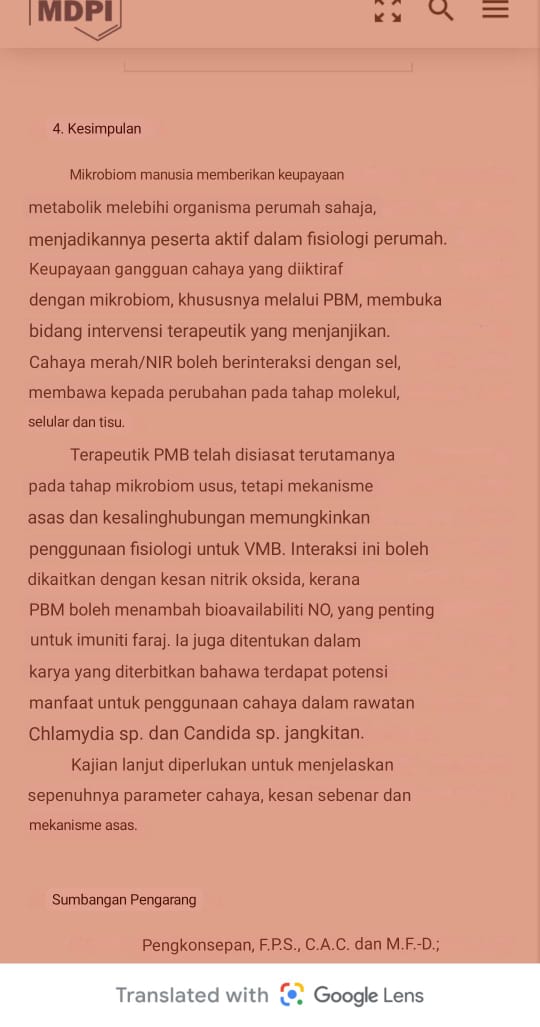 MDPI
4. Kesimpulan
Mikrobiom manusia memberikan keupayaan
metabolik melebihi organisma perumah sahaja,
menjadikannya peserta aktif dalam fisiologi perumah.
Keupayaan gangguan cahaya yang diiktiraf
dengan mikrobiom, khususnya melalui PBM, membuka
bidang intervensi terapeutik yang menjanjikan.
Cahaya merah/NIR boleh berinteraksi dengan sel,
membawa kepada perubahan pada tahap molekul,
selular dan tisu.
Terapeutik PMB telah disiasat terutamanya
pada tahap mikrobiom usus, tetapi mekanisme
asas dan kesalinghubungan memungkinkan
penggunaan fisiologi untuk VMB. Interaksi ini boleh
dikaitkan dengan kesan nitrik oksida, kerana
PBM boleh menambah bioavailabiliti NO, yang penting
untuk imuniti faraj. Ia juga ditentukan dalam
karya yang diterbitkan bahawa terdapat potensi
manfaat untuk penggunaan cahaya dalam rawatan
Chlamydia sp. dan Candida sp. jangkitan.
Kajian lanjut diperlukan untuk menjelaskan
sepenuhnya parameter cahaya, kesan sebenar dan
mekanisme asas.
Sumbangan Pengarang
Pengkonsepan, F.P.S., C.A.C. dan M.F.-D.;
Translated with Google Lens